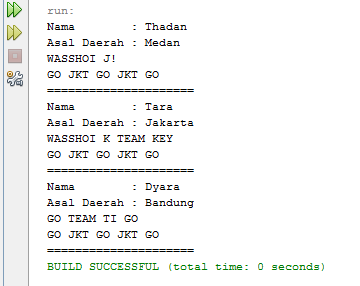 run:
Nama         : Thadan
Asal Daerah : Medan
WASSHOI J!
GO JKT GO JKT GO
=====================
Nama         : Tara
Asal Daerah : Jakarta
WASSHOI K TEAM KEY
GO JKT GO JKT GO
=====================
Nama         : Dyara
Asal Daerah : Bandung
GO TEAM TI GO
GO JKT GO JKT GO
=====================
BUILD SUCCESSFUL (total time: 0 seconds)